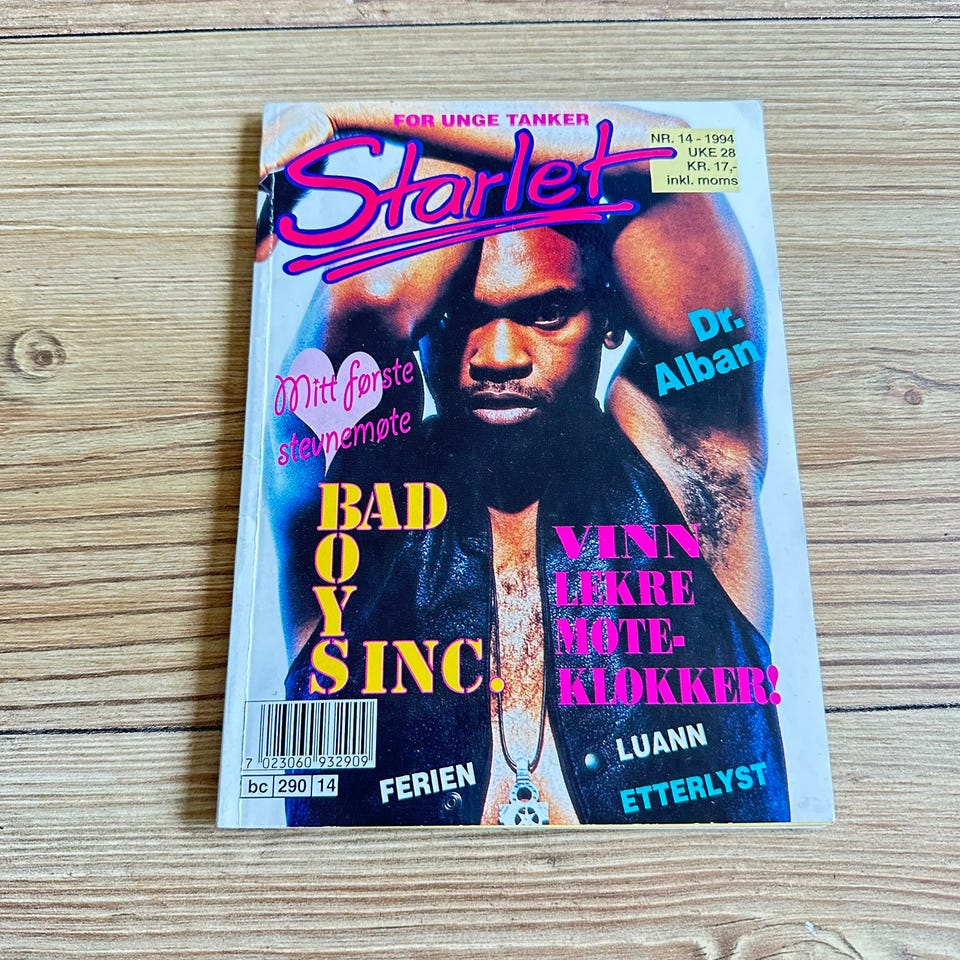 FOR UNGE TANKER
Starlet
NR. 14 - 1994
UKE 28
KR. 17,-
inkl. moms
Dr.
Alban
Mitt første
stevnemøte
BAD
BOYS INC.
VINN
LEKRE
MOTE-
KLOKKER!
LUANN
ETTERLYST
FERIEN
7 023060 932909
bc 290 14